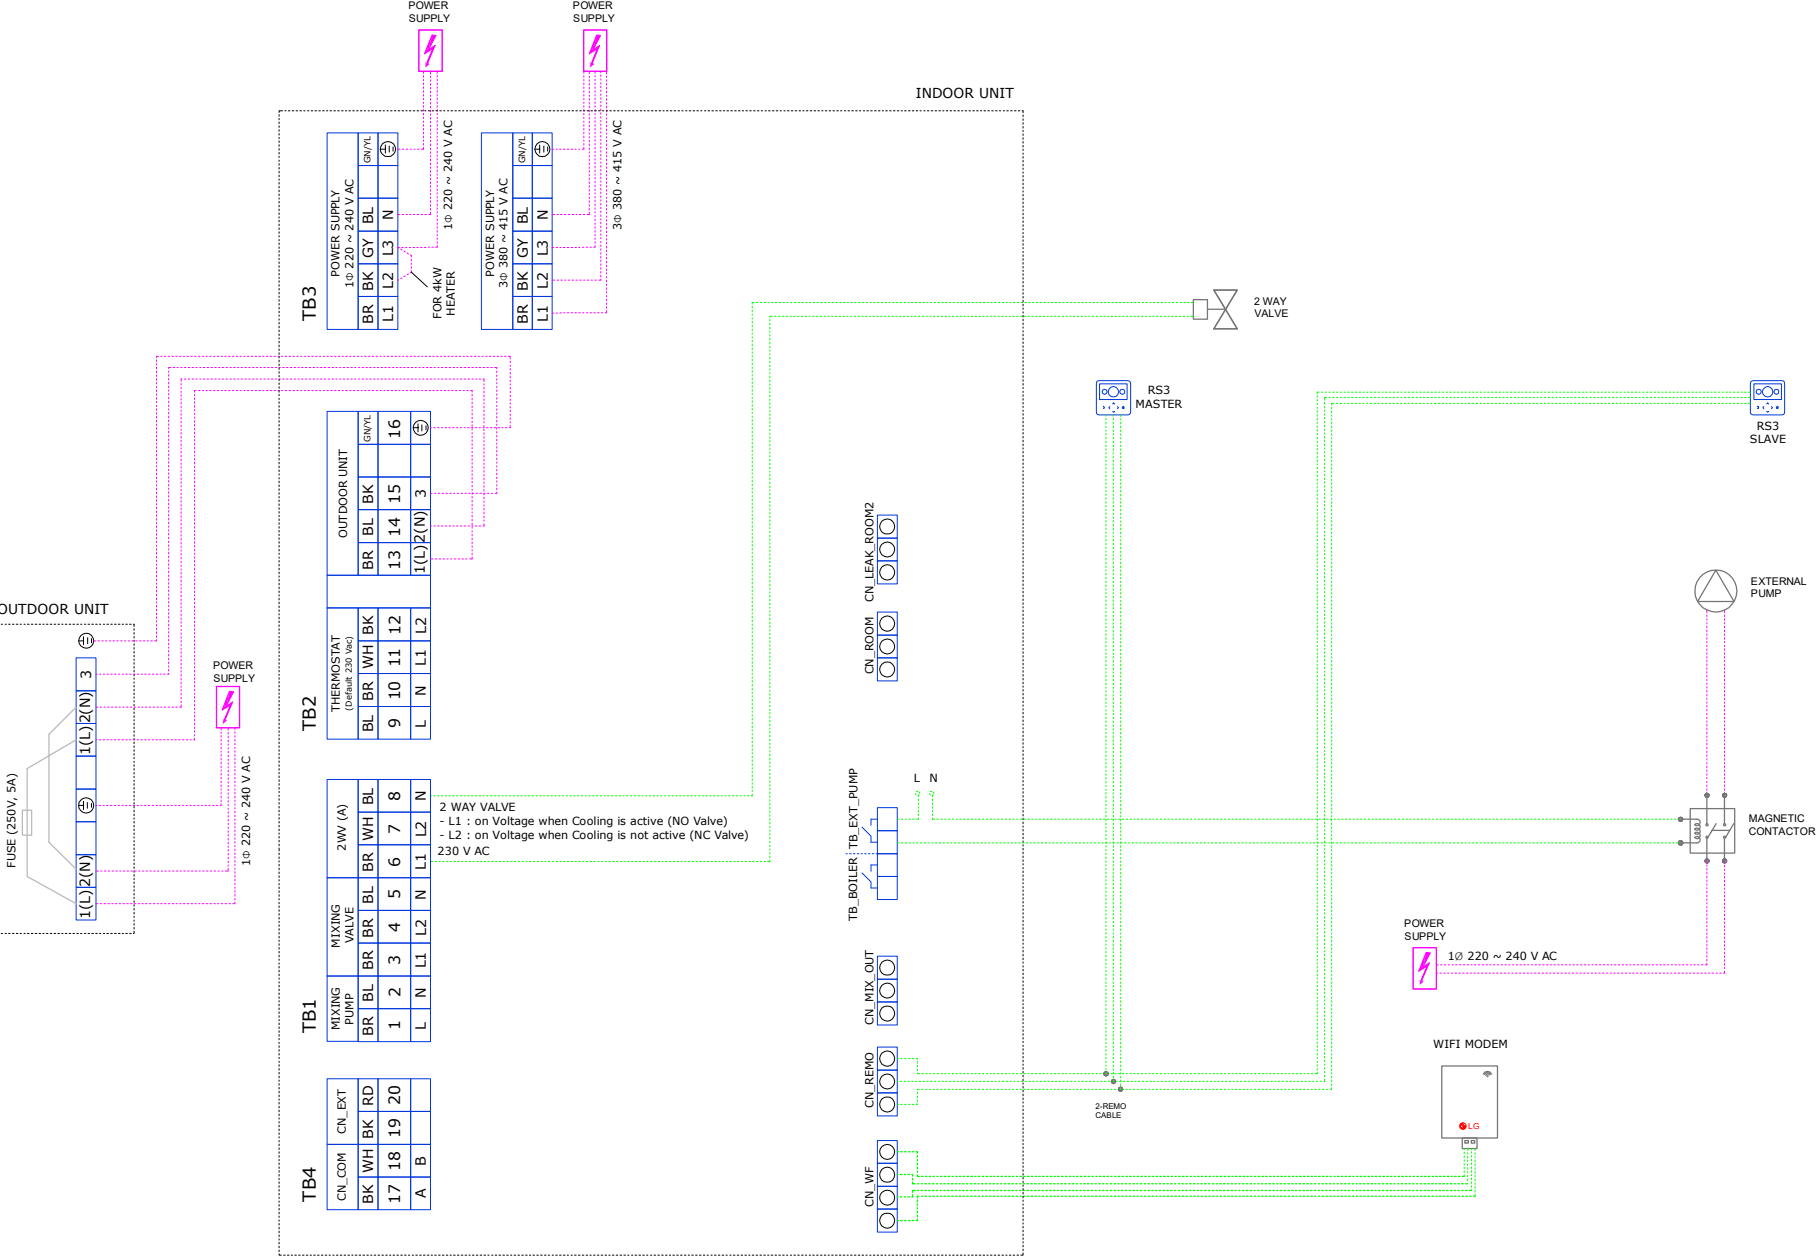 POWER
SUPPLY
POWER
SUPPLY
INDOOR UNIT
TB3
POWER SUPPLY
1Φ 220 ~ 240 V AC
BR BK GY BL GN/YL
L1 L2 L3 N
FOR 4kW
HEATER
1Φ 220 ~ 240 V AC
POWER SUPPLY
3Φ 380 ~ 415 V AC
BR BK GY BL GN/YL
L1 L2 L3 N
3Φ 380 ~ 415 V AC
2 WAY
VALVE
RS3
MASTER
RS3
SLAVE
TB2
THERMOSTAT
(Default 230 Vac)
OUTDOOR UNIT
BL BR WH BK BR BL BK GN/YL
9 10 11 12 13 14 15 16
L N L1 L2 1(L) 2(N) 3
CN_LEAK_ROOM2
CN_ROOM
EXTERNAL
PUMP
OUTDOOR UNIT
1(L) 2(N) 1(L) 2(N) 3
FUSE (250V, 5A)
POWER
SUPPLY
1Φ 220 ~ 240 V AC
TB1
MIXING
PUMP
MIXING
VALVE
2WV (A)
BR BL BR BR BL BR WH BL
1 2 3 4 5 6 7 8
L N L1 L2 N L1 L2 N
2 WAY VALVE
- L1 : on Voltage when Cooling is active (NO Valve)
- L2 : on Voltage when Cooling is not active (NC Valve)
230 V AC
L N
TB_BOILER
TB_EXT_PUMP
MAGNETIC
CONTACTOR
POWER
SUPPLY
1Ø 220 ~ 240 V AC
CN_MIX_OUT
CN_REMO
2-REMO
CABLE
WIFI MODEM
LG
CN_WF
TB4
CN_COM CN_EXT
BK WH BK RD
17 18 19 20
A B